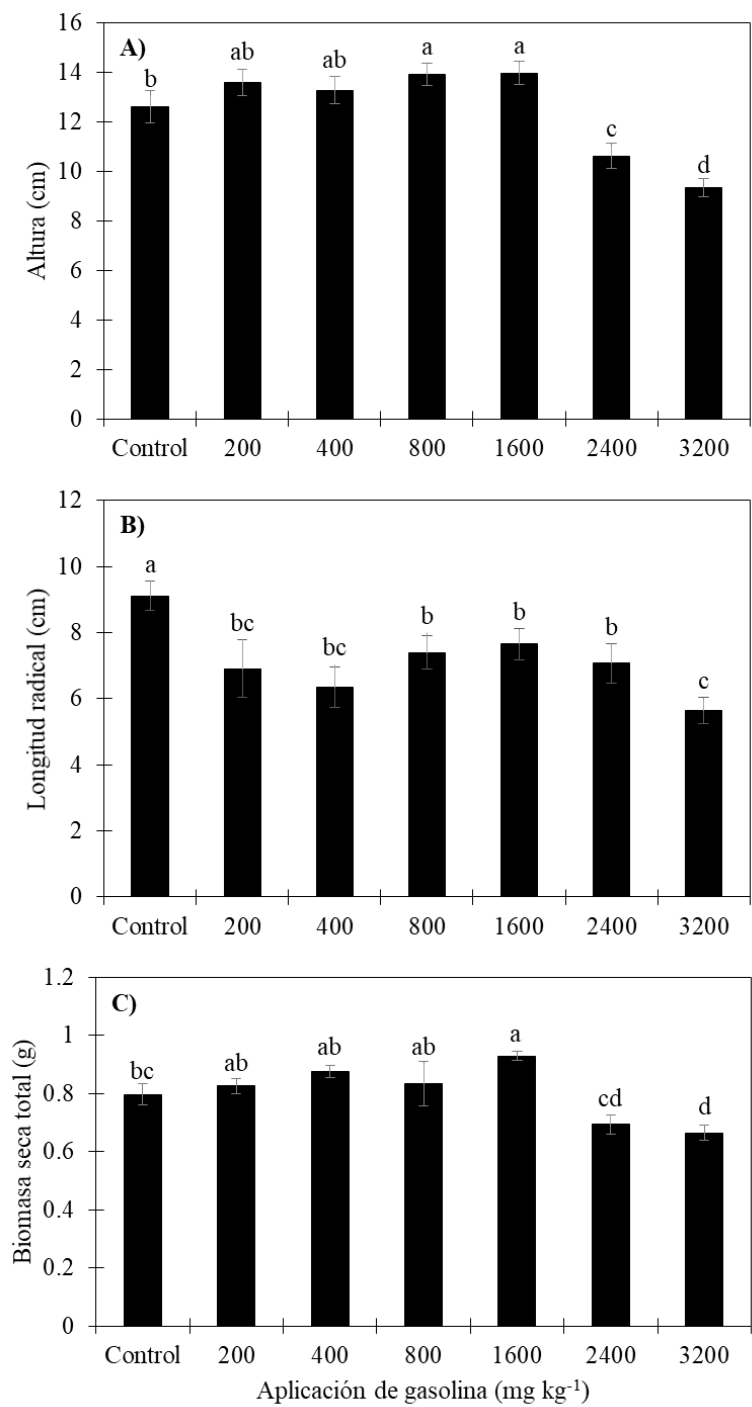 A)
Altura (cm)
16
14
12
10
8
6
4
2
0
b ab ab a a c d
Control 200 400 800 1600 2400 3200
B)
Longitud radical (cm)
12
10
8
6
4
2
0
a bc bc b b b c
Control 200 400 800 1600 2400 3200
C)
Biomasa seca total (g)
1.2
1
0.8
0.6
0.4
0.2
0
bc ab ab ab a cd d
Control 200 400 800 1600 2400 3200
Aplicación de gasolina (mg kg⁻¹)